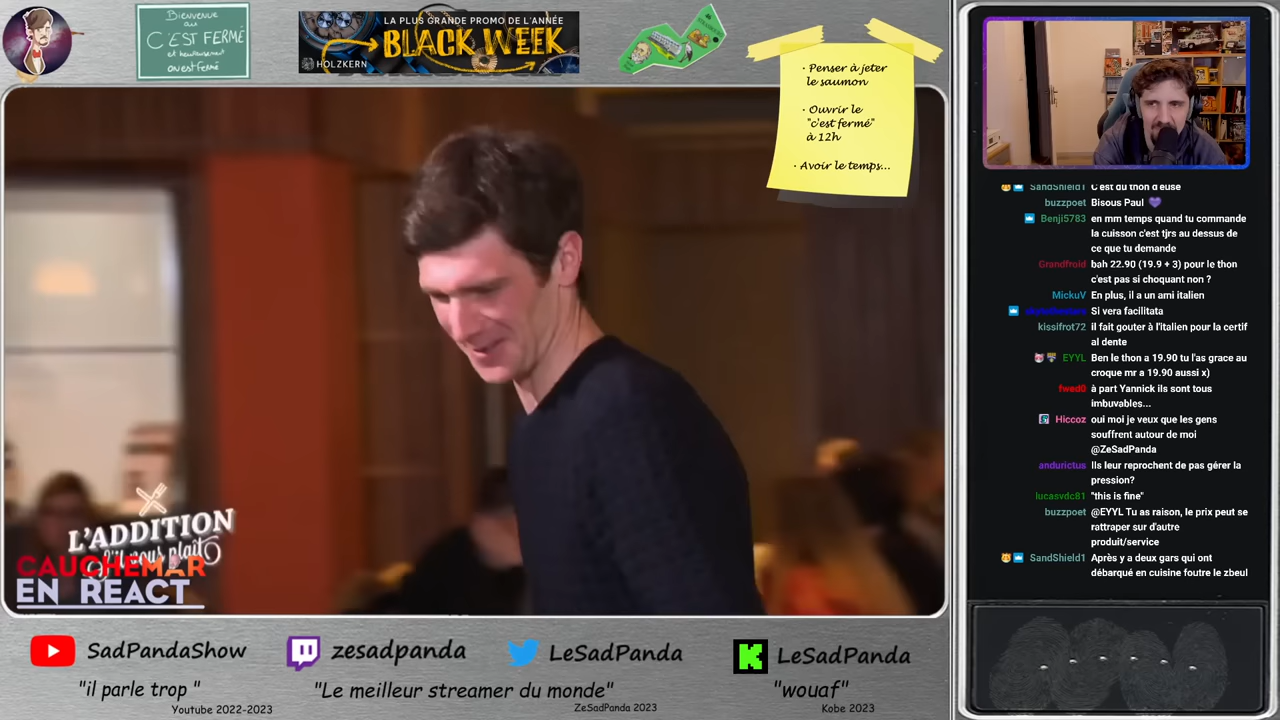 Bienvenue
au
C'EST FERMÉ
et heureusement
on est fermé
LA PLUS GRANDE PROMO DE L'ANNÉE
BLACK WEEK
HOLZKERN
· Penser à jeter
le saumon
· Ouvrir le
"c'est fermé"
à 12h
· Avoir le temps...
L'ADDITION
s'il vous plaît
CAUCHEMAR
EN REACT
SandShield1 C'est du thon d'euse
buzzpoet Bisous Paul 💜
Benji5783 en mm temps quand tu commande
la cuisson c'est tjrs au dessus de
ce que tu demande
Grandfroid bah 22.90 (19.9 + 3) pour le thon
c'est pas si choquant non ?
MickuV En plus, il a un ami italien
Si vera facilitata
kissifrot72 il fait gouter à l'italien pour la certif
al dente
EYYL Ben le thon a 19.90 tu l'as grace au
croque mr a 19.90 aussi x)
fwed0 à part Yannick ils sont tous
imbuvables...
Hiccoz oui moi je veux que les gens
souffrent autour de moi
@ZeSadPanda
andurictus Ils leur reprochent de pas gérer la
pression?
lucasvdc81 "this is fine"
buzzpoet @EYYL Tu as raison, le prix peut se
rattraper sur d'autre
produit/service
SandShield1 Après y a deux gars qui ont
débarqué en cuisine foutre le zbeul
SadPandaShow
"il parle trop "
Youtube 2022-2023
zesadpanda
"Le meilleur streamer du monde"
ZeSadPanda 2023
LeSadPanda
LeSadPanda
"wouaf"
Kobe 2023